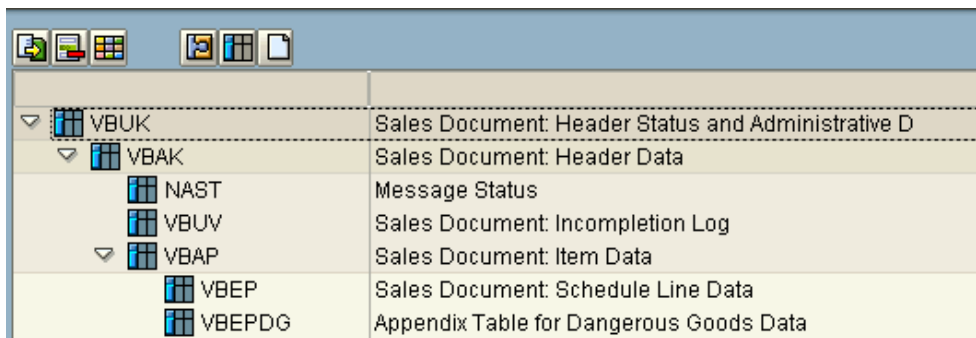 VBUK Sales Document: Header Status and Administrative D
VBAK Sales Document: Header Data
NAST Message Status
VBUV Sales Document: Incompletion Log
VBAP Sales Document: Item Data
VBEP Sales Document: Schedule Line Data
VBEPDG Appendix Table for Dangerous Goods Data